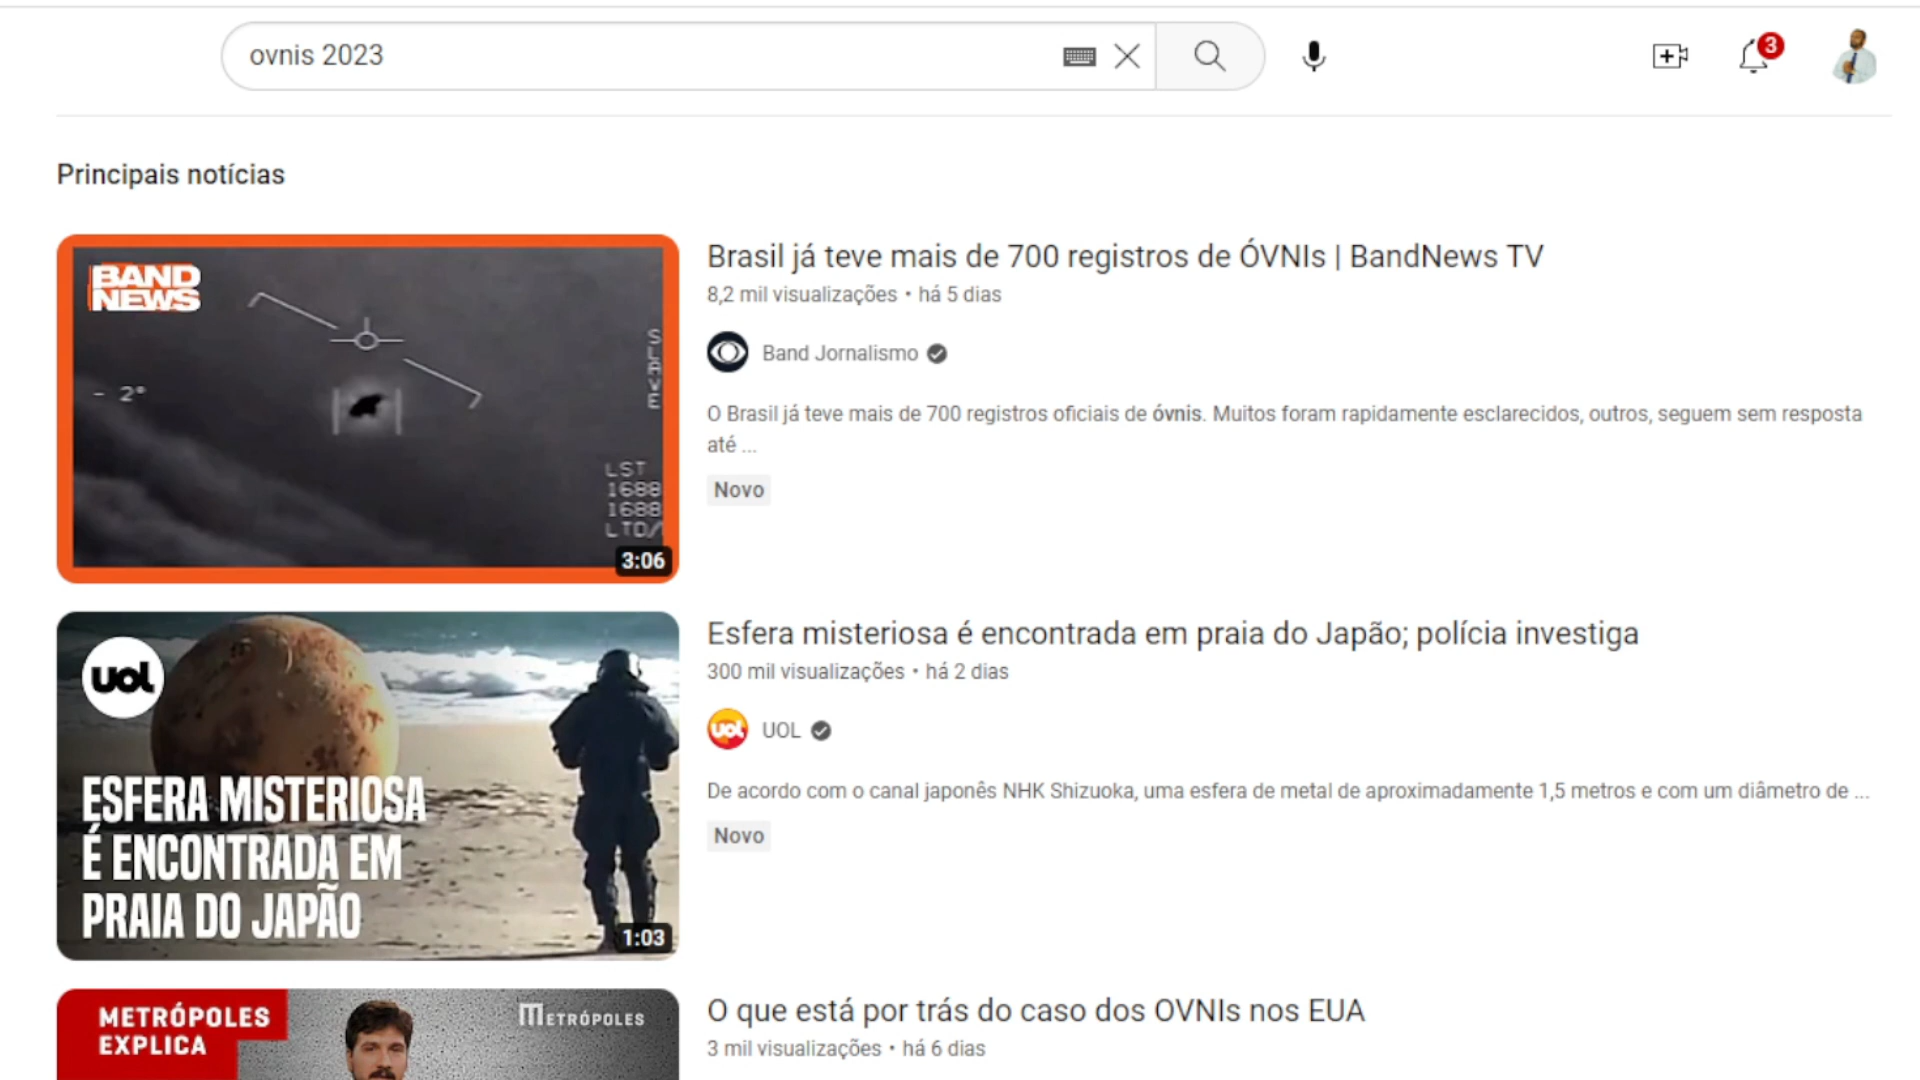 ovnis 2023
3
Principais notícias
BAND
NEWS
- 2°
SLAVE
LST
1688
1688
LTD/
3:06
Brasil já teve mais de 700 registros de ÓVNIs | BandNews TV
8,2 mil visualizações • há 5 dias
Band Jornalismo
O Brasil já teve mais de 700 registros oficiais de óvnis. Muitos foram rapidamente esclarecidos, outros, seguem sem resposta
até ...
Novo
uol
ESFERA MISTERIOSA
É ENCONTRADA EM
PRAIA DO JAPÃO
1:03
Esfera misteriosa é encontrada em praia do Japão; polícia investiga
300 mil visualizações • há 2 dias
uol UOL
De acordo com o canal japonês NHK Shizuoka, uma esfera de metal de aproximadamente 1,5 metros e com um diâmetro de ...
Novo
METRÓPOLES
EXPLICA
METRÓPOLES
O que está por trás do caso dos OVNIs nos EUA
3 mil visualizações • há 6 dias